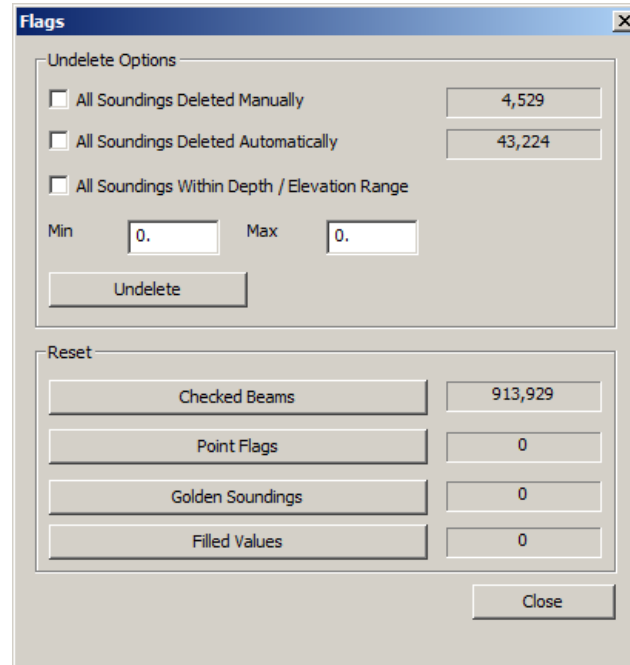 Flags
Undelete Options
All Soundings Deleted Manually 4,529
All Soundings Deleted Automatically 43,224
All Soundings Within Depth / Elevation Range
Min 0. Max 0.
Undelete
Reset
Checked Beams 913,929
Point Flags 0
Golden Soundings 0
Filled Values 0
Close